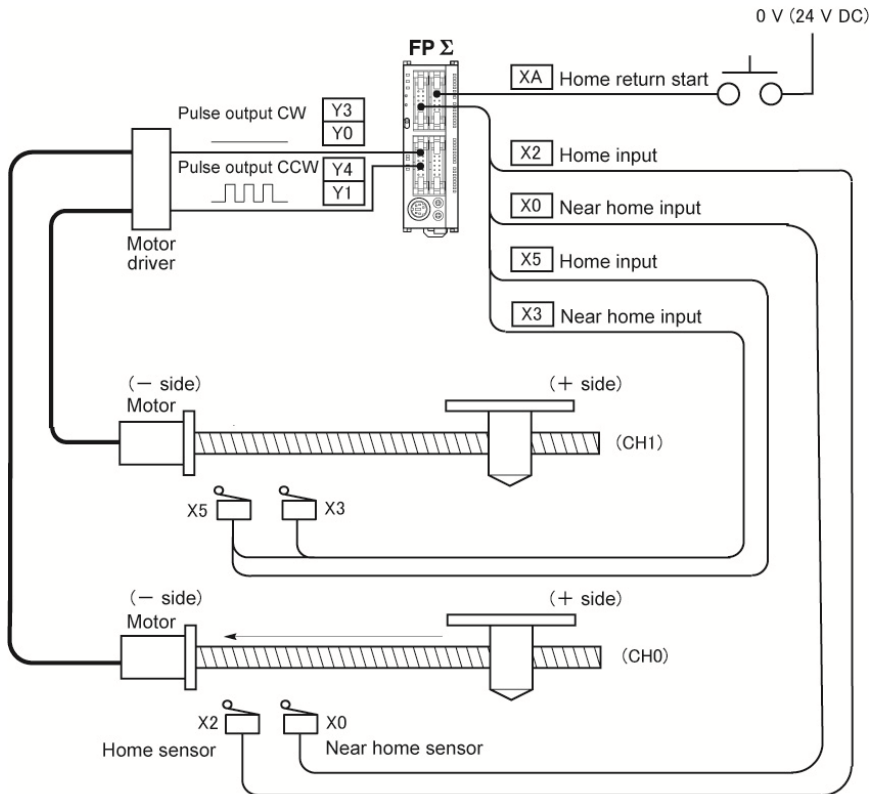 0 V (24 V DC)
FP Σ
XA Home return start
Pulse output CW Y3
Y0
Pulse output CCW Y4
Y1
X2 Home input
X0 Near home input
Motor
driver
X5 Home input
X3 Near home input
(− side)
Motor
(+ side)
(CH1)
X5
X3
(− side)
Motor
(+ side)
(CH0)
X2
X0
Home sensor
Near home sensor